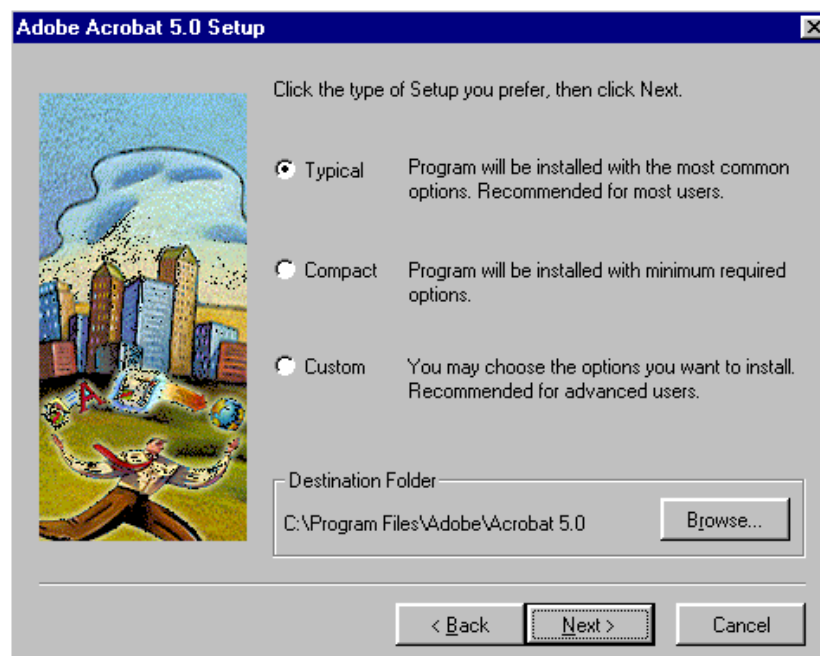 Adobe Acrobat 5.0 Setup
Click the type of Setup you prefer, then click Next.
Typical
Program will be installed with the most common
options. Recommended for most users.
Compact
Program will be installed with minimum required
options.
Custom
You may choose the options you want to install.
Recommended for advanced users.
A
Destination Folder
C:\Program Files\Adobe\Acrobat 5.0
Browse...
< Back
Next >
Cancel